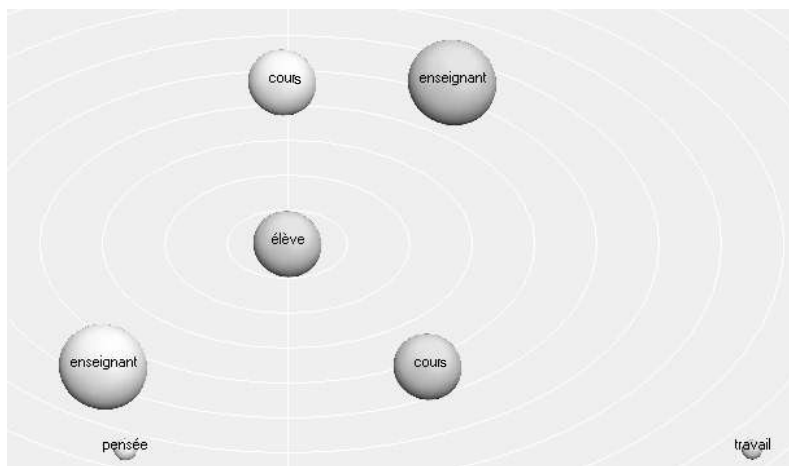 cours
enseignant
élève
enseignant
cours
pensée
travail